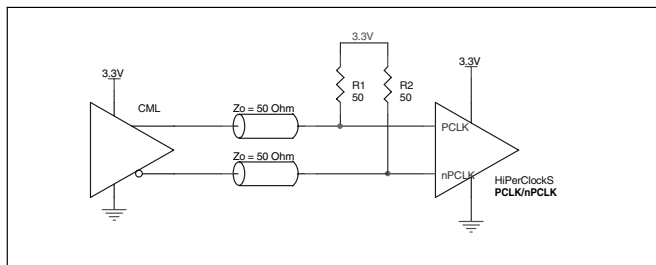 3.3V
3.3V
3.3V
R1
50
R2
50
CML
Zo = 50 Ohm
PCLK
Zo = 50 Ohm
nPCLK
HiPerClockS
PCLK/nPCLK